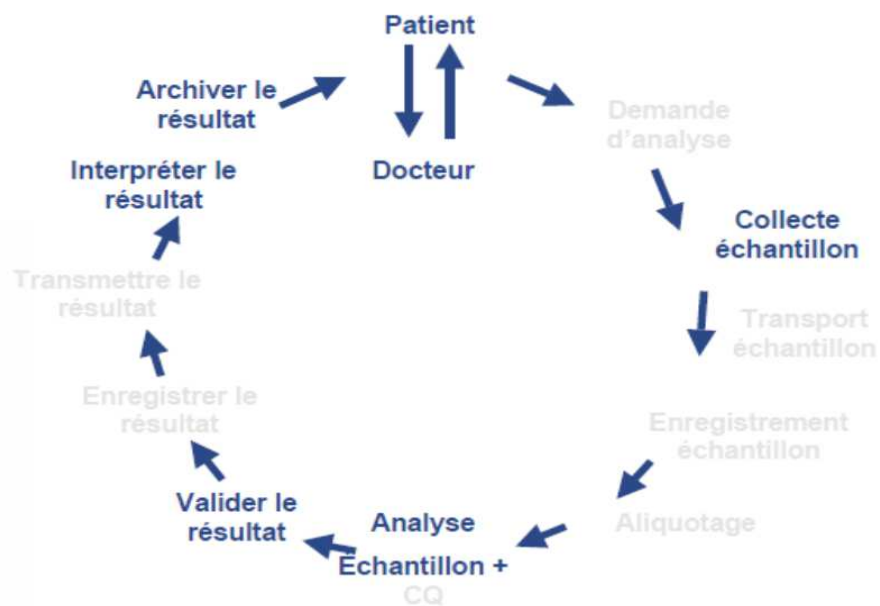 Patient
Docteur
Demande
d'analyse
Collecte
échantillon
Transport
échantillon
Enregistrement
échantillon
Aliquotage
Analyse
Échantillon +
CQ
Valider le
résultat
Enregistrer le
résultat
Transmettre le
résultat
Interpréter le
résultat
Archiver le
résultat